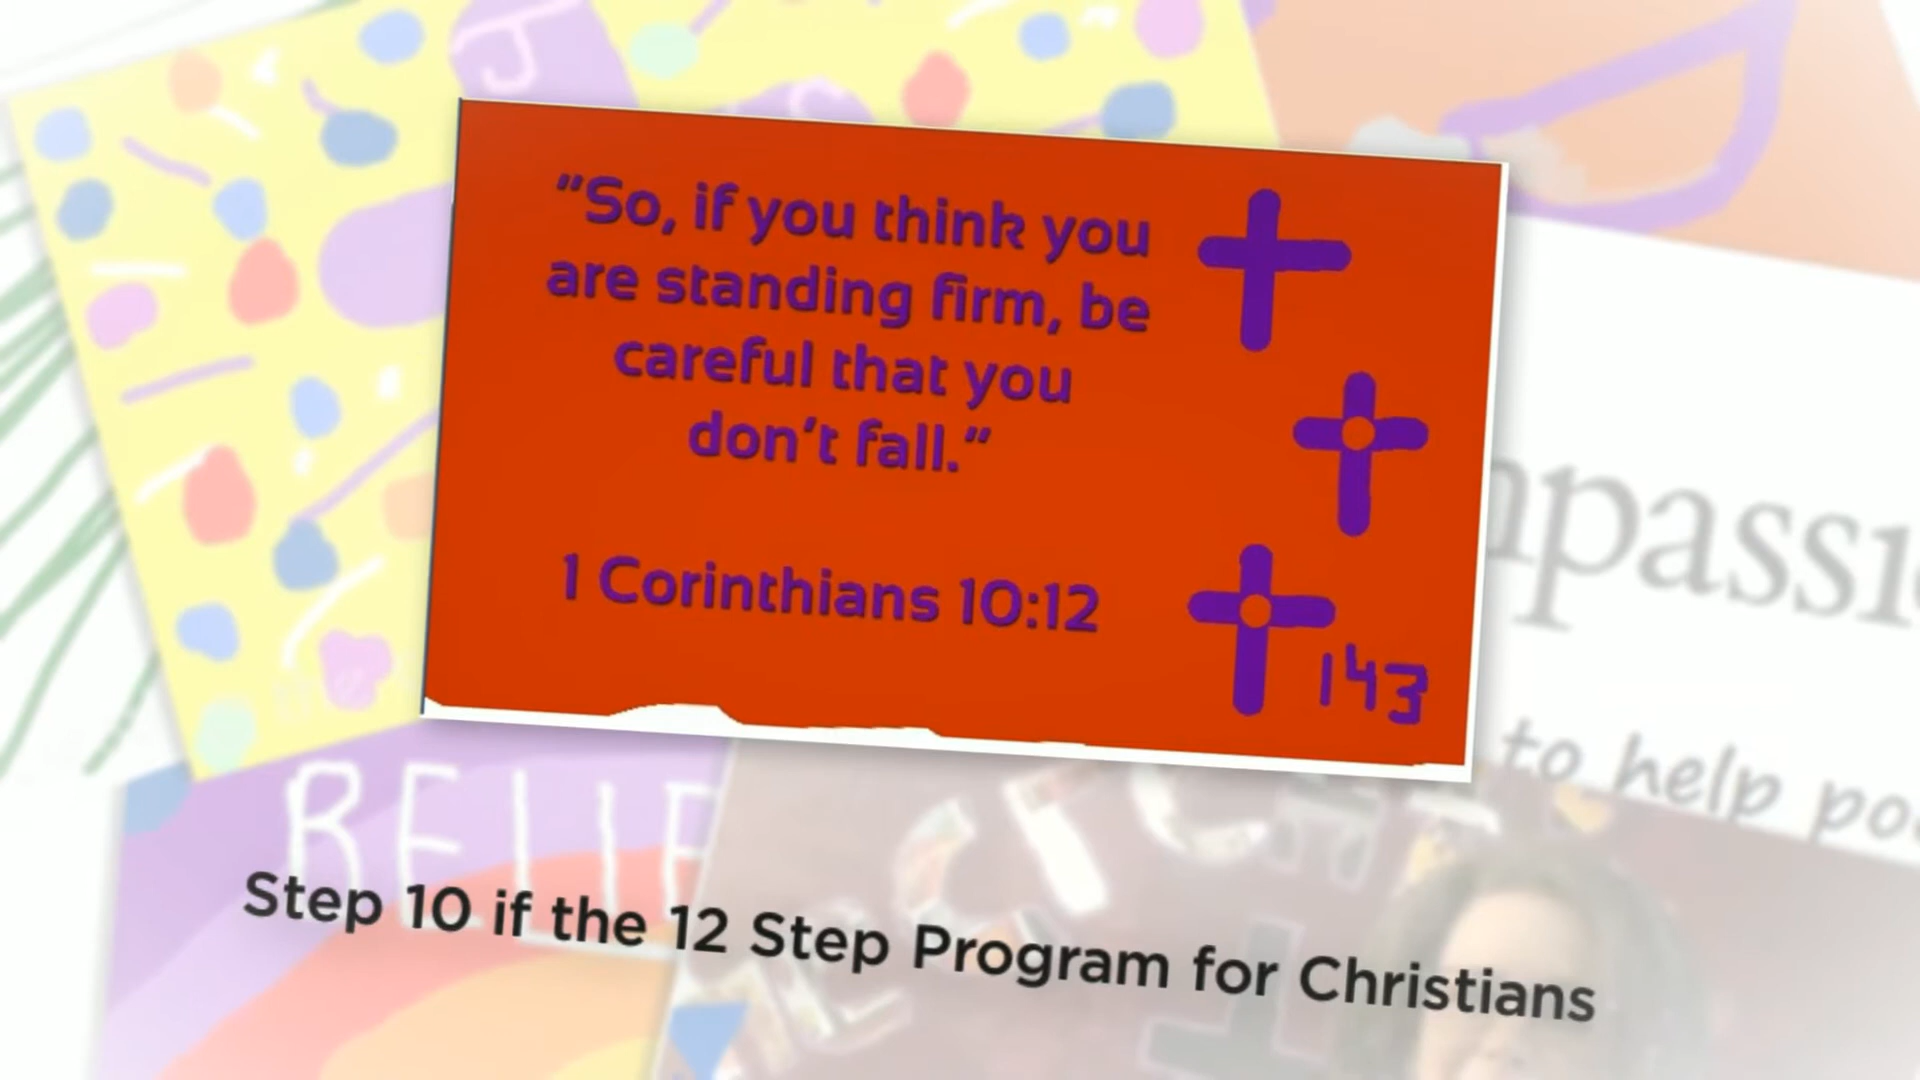 “So, if you think you
are standing firm, be
careful that you
don’t fall.”
1 Corinthians 10:12
143
to help
Step 10 if the 12 Step Program for Christians